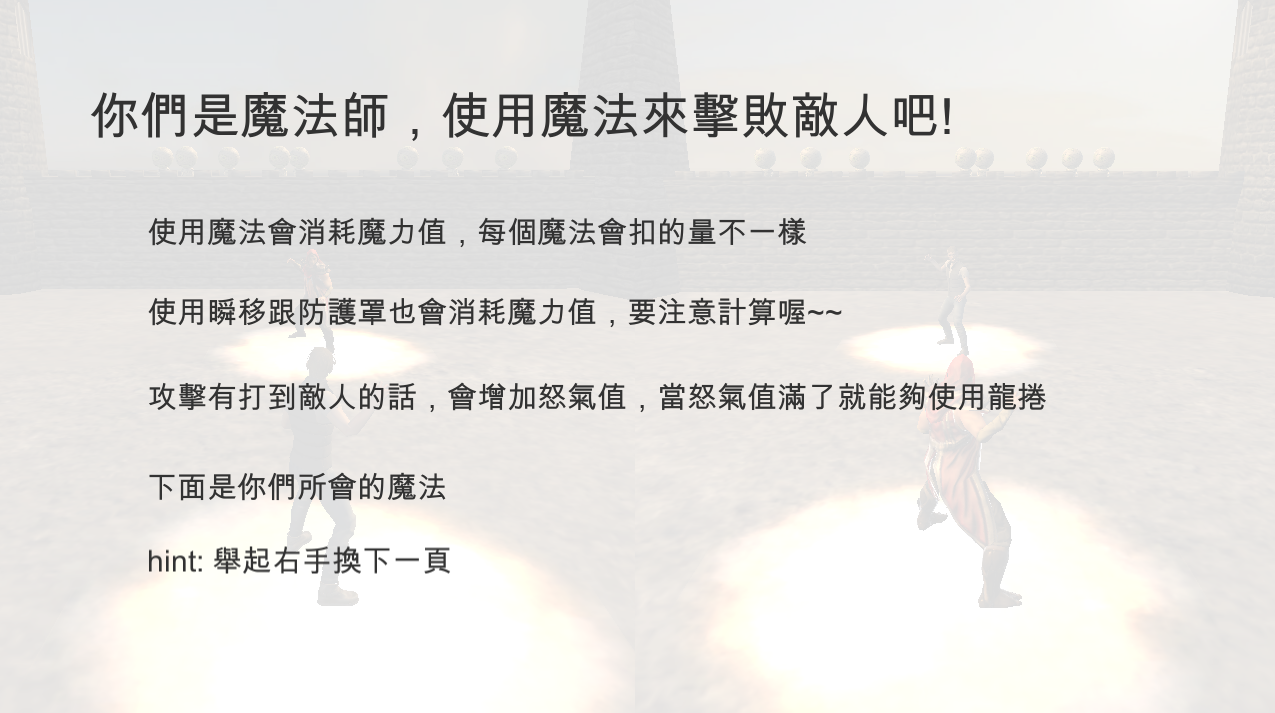 你們是魔法師，使用魔法來擊敗敵人吧!
使用魔法會消耗魔力值，每個魔法會扣的量不一樣
使用瞬移跟防護罩也會消耗魔力值，要注意計算喔~~
攻擊有打到敵人的話，會增加怒氣值，當怒氣值滿了就能夠使用龍捲
下面是你們所會的魔法
hint: 舉起右手換下一頁